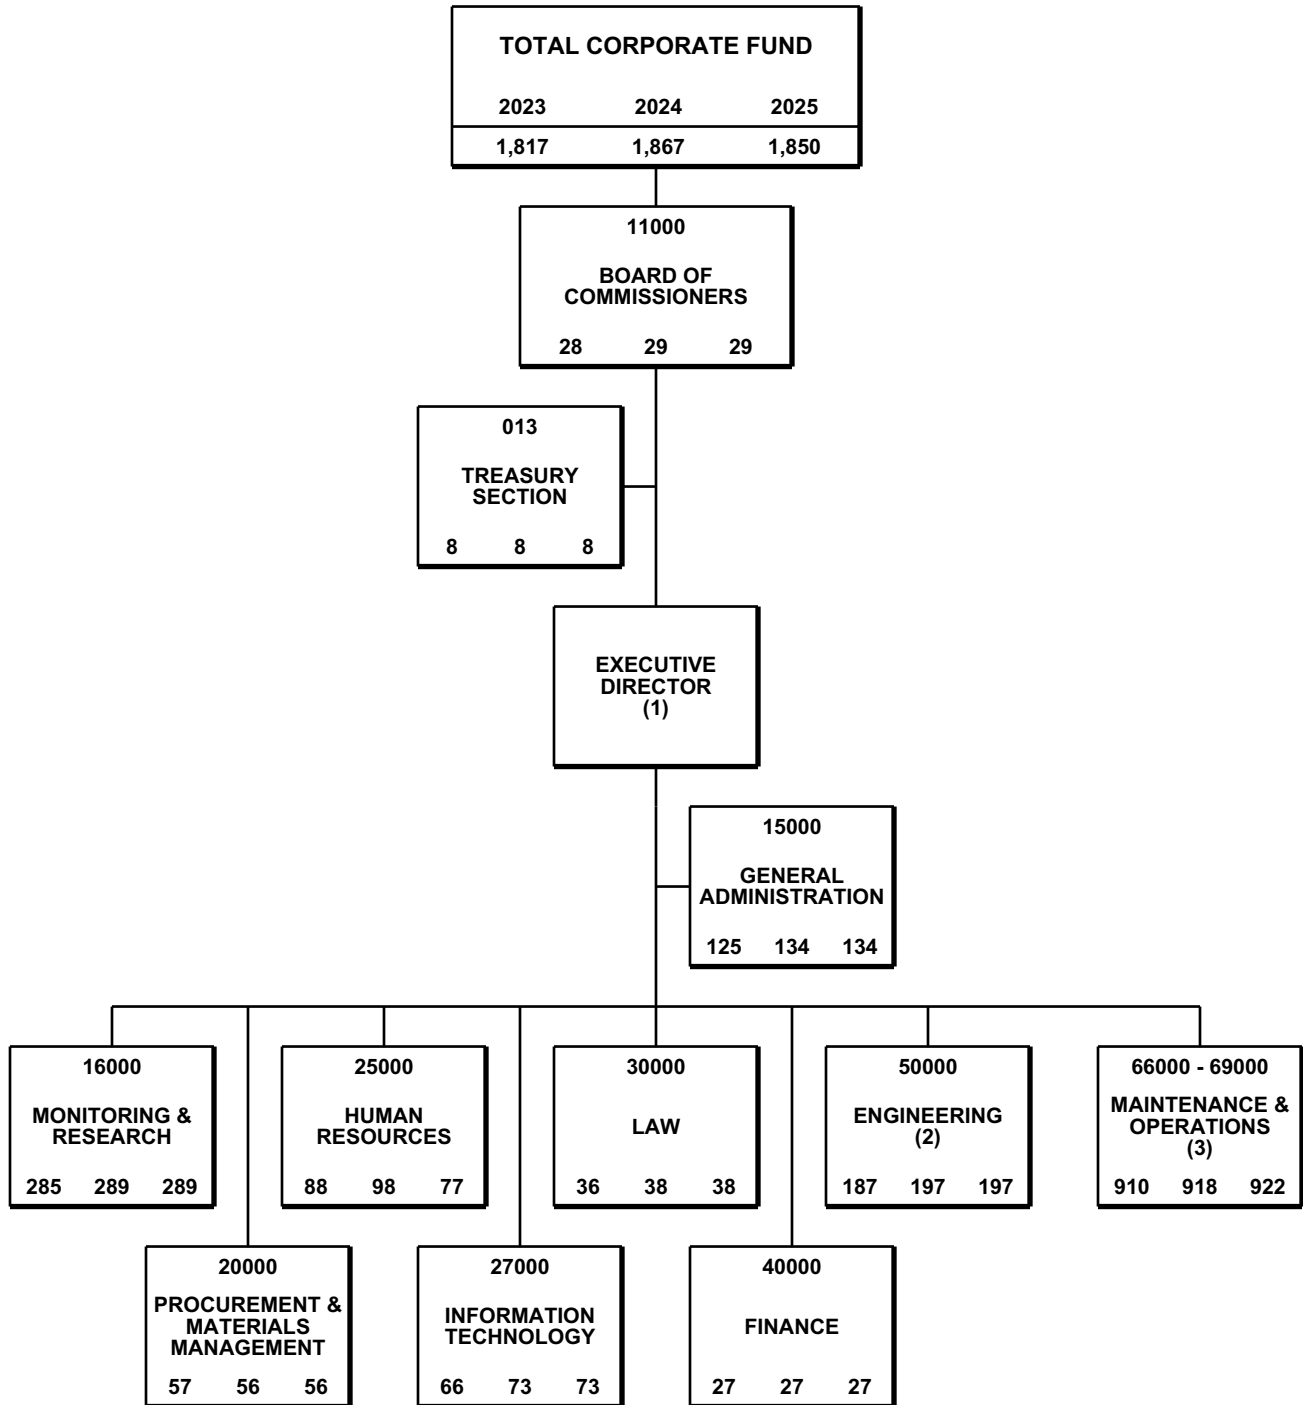 TOTAL CORPORATE FUND
2023 2024 2025
1,817 1,867 1,850
11000
BOARD OF
COMMISSIONERS
28 29 29
013
TREASURY
SECTION
8 8 8
EXECUTIVE
DIRECTOR
(1)
15000
GENERAL
ADMINISTRATION
125 134 134
16000
MONITORING &
RESEARCH
285 289 289
25000
HUMAN
RESOURCES
88 98 77
30000
LAW
36 38 38
50000
ENGINEERING
(2)
187 197 197
66000 - 69000
MAINTENANCE &
OPERATIONS
(3)
910 918 922
20000
PROCUREMENT &
MATERIALS
MANAGEMENT
57 56 56
27000
INFORMATION
TECHNOLOGY
66 73 73
40000
FINANCE
27 27 27